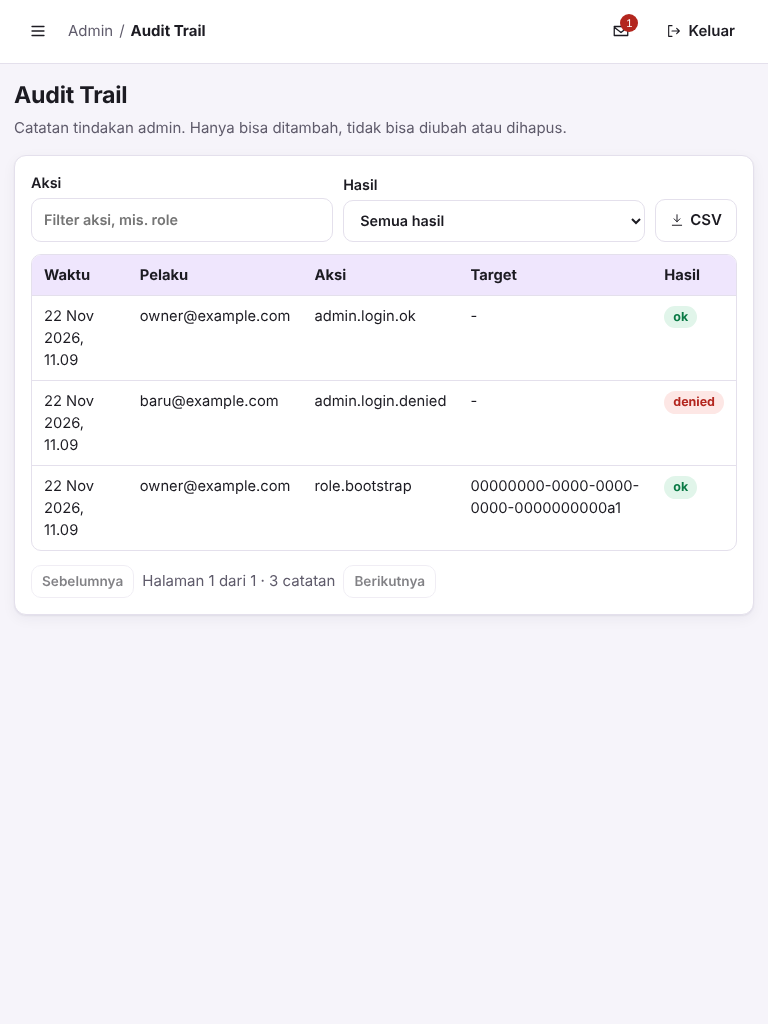 Admin / Audit Trail
1
Keluar
Audit Trail
Catatan tindakan admin. Hanya bisa ditambah, tidak bisa diubah atau dihapus.
Aksi
Hasil
Filter aksi, mis. role
Semua hasil
CSV
Waktu Pelaku Aksi Target Hasil
22 Nov 2026, 11.09 owner@example.com admin.login.ok - ok
22 Nov 2026, 11.09 baru@example.com admin.login.denied - denied
22 Nov 2026, 11.09 owner@example.com role.bootstrap 00000000-0000-0000-0000-0000000000a1 ok
Sebelumnya Halaman 1 dari 1 · 3 catatan Berikutnya